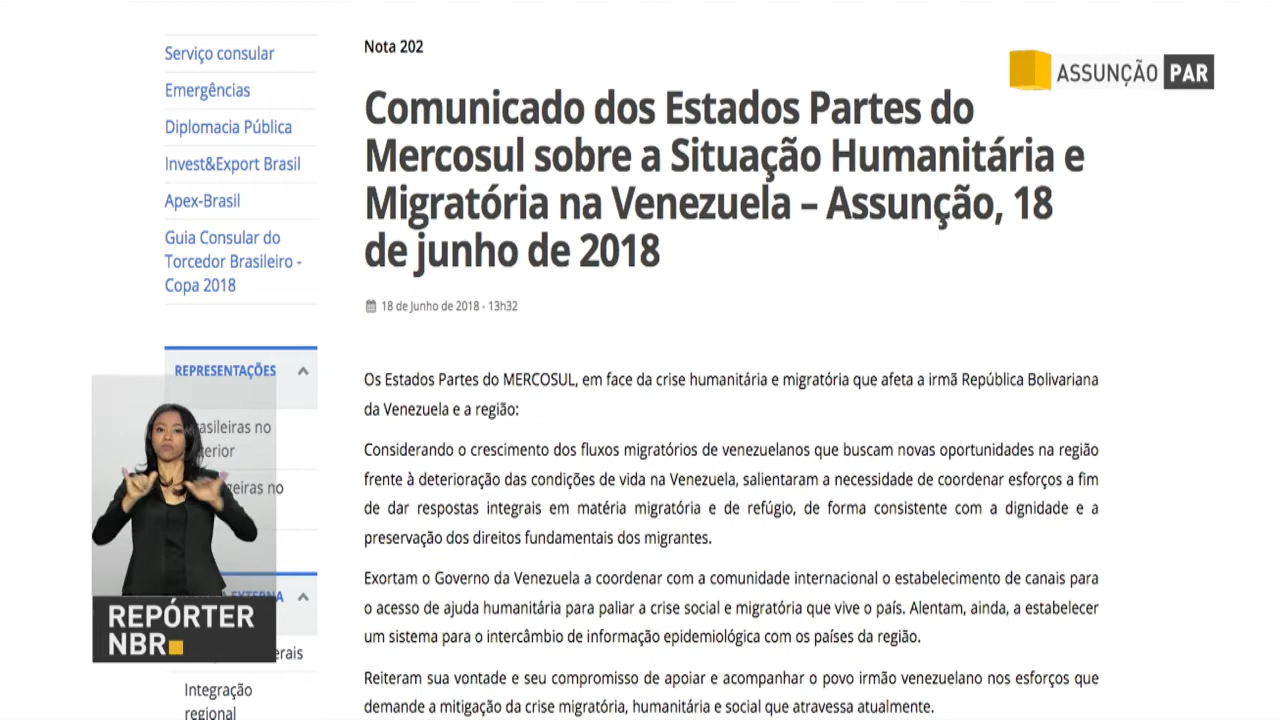 Serviço consular
Emergências
Diplomacia Pública
Invest&Export Brasil
Apex-Brasil
Guia Consular do
Torcedor Brasileiro -
Copa 2018
REPRESENTAÇÕES
asileiras no
erior
geiras no
EXTERNA
erais
Integração
regional
REPÓRTER
NBR
Nota 202
ASSUNÇÃO PAR
Comunicado dos Estados Partes do
Mercosul sobre a Situação Humanitária e
Migratória na Venezuela – Assunção, 18
de junho de 2018
18 de Junho de 2018 - 13h32
Os Estados Partes do MERCOSUL, em face da crise humanitária e migratória que afeta a irmã República Bolivariana
da Venezuela e a região:
Considerando o crescimento dos fluxos migratórios de venezuelanos que buscam novas oportunidades na região
frente à deterioração das condições de vida na Venezuela, salientaram a necessidade de coordenar esforços a fim
de dar respostas integrais em matéria migratória e de refúgio, de forma consistente com a dignidade e a
preservação dos direitos fundamentais dos migrantes.
Exortam o Governo da Venezuela a coordenar com a comunidade internacional o estabelecimento de canais para
o acesso de ajuda humanitária para paliar a crise social e migratória que vive o país. Alentam, ainda, a estabelecer
um sistema para o intercâmbio de informação epidemiológica com os países da região.
Reiteram sua vontade e seu compromisso de apoiar e acompanhar o povo irmão venezuelano nos esforços que
demande a mitigação da crise migratória, humanitária e social que atravessa atualmente.